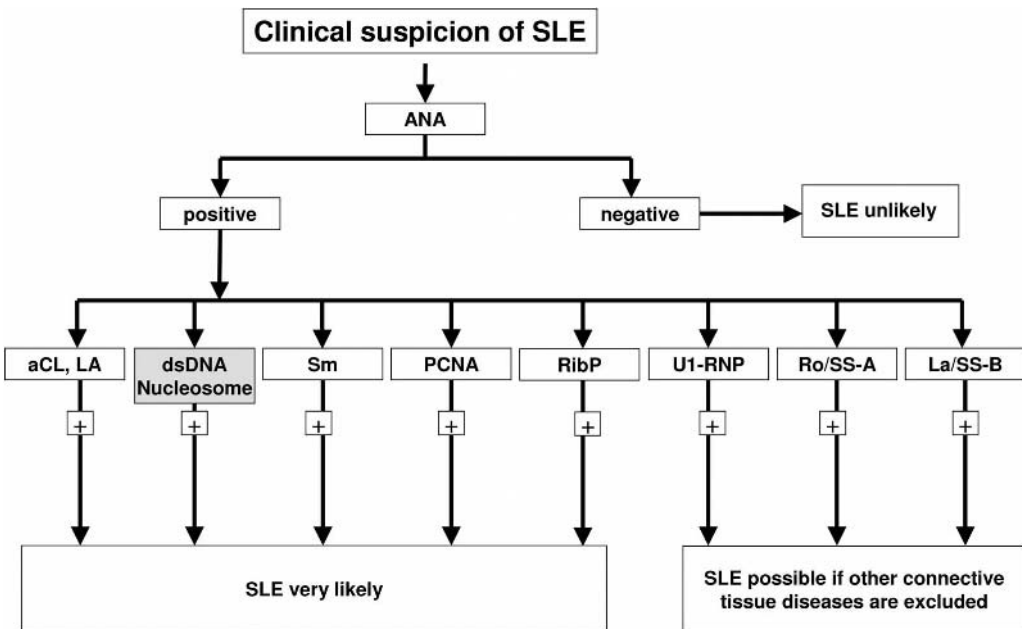 Clinical suspicion of SLE
ANA
positive
negative
SLE unlikely
aCL, LA
dsDNA
Nucleosome
Sm
PCNA
RibP
U1-RNP
Ro/SS-A
La/SS-B
+
+
+
+
+
+
+
+
SLE very likely
SLE possible if other connective
tissue diseases are excluded